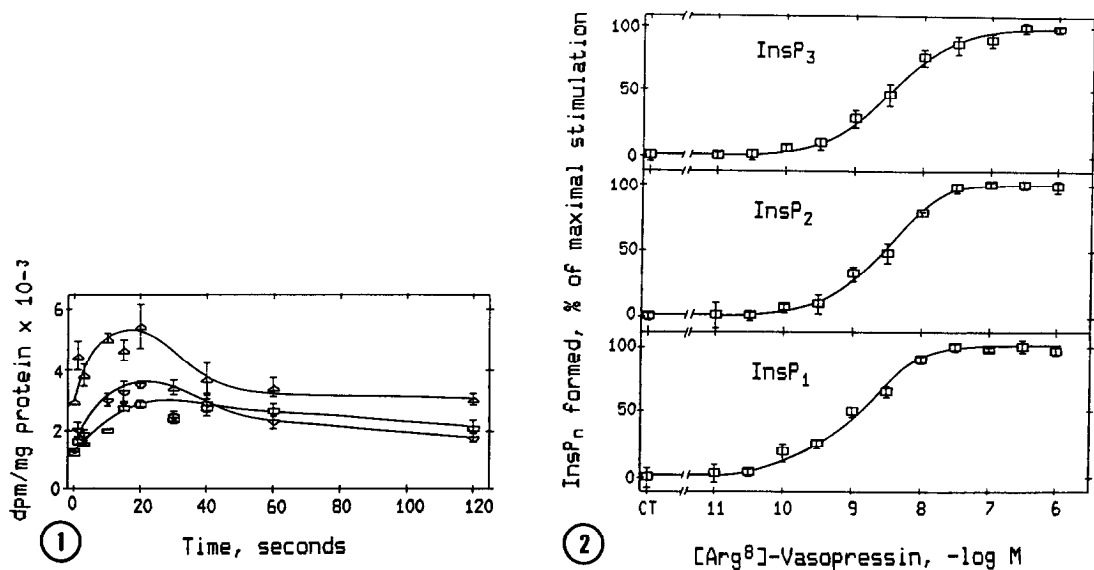 dpm/mg protein x 10⁻³
6
4
2
0
0 20 40 60 80 100 120
Time, seconds
1
InsPn formed, % of maximal stimulation
100
50
0
InsP₃
100
50
0
InsP₂
100
50
0
InsP₁
CT 11 10 9 8 7 6
[Arg⁸]-Vasopressin, -log M
2